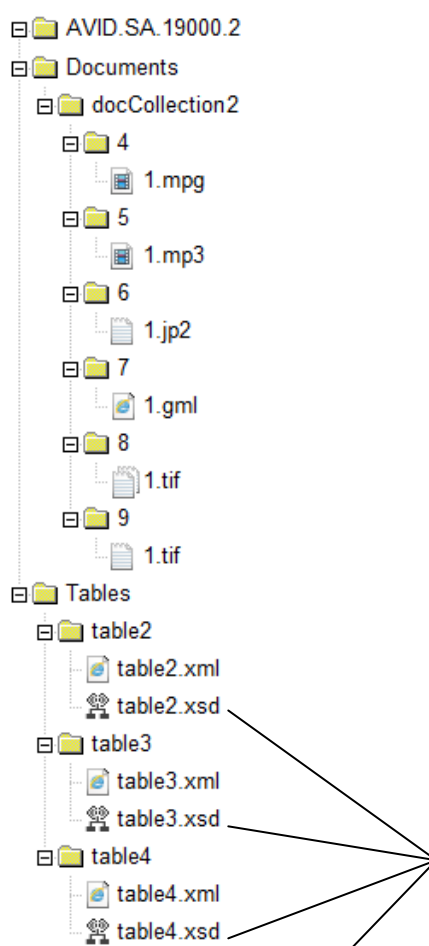 AVID.SA.19000.2
Documents
docCollection2
4
1.mpg
5
1.mp3
6
1.jp2
7
1.gml
8
1.tif
9
1.tif
Tables
table2
table2.xml
table2.xsd
table3
table3.xml
table3.xsd
table4
table4.xml
table4.xsd